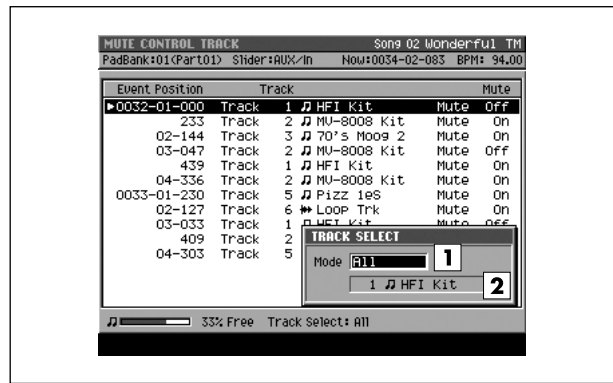 MUTE CONTROL TRACK Song 02 Wonderful TM
PadBank:01(Part01) Slider:AUX/In Now:0034-02-083 BPM: 94.00
Event Position Track Mute
0032-01-000 Track 1 HFI Kit Mute Off
233 Track 2 MV-8008 Kit Mute On
02-144 Track 3 70's Moog 2 Mute On
03-047 Track 2 MV-8008 Kit Mute Off
439 Track 1 HFI Kit Mute On
04-336 Track 2 MV-8008 Kit Mute On
0033-01-230 Track 5 Pizz 1eS Mute On
02-127 Track 6 Loop Trk Mute On
03-033 Track 1 HFI Kit Mute Off
409 Track 2
04-303 Track 5
TRACK SELECT
Mode All 1
1 HFI Kit 2
33% Free Track Select: All